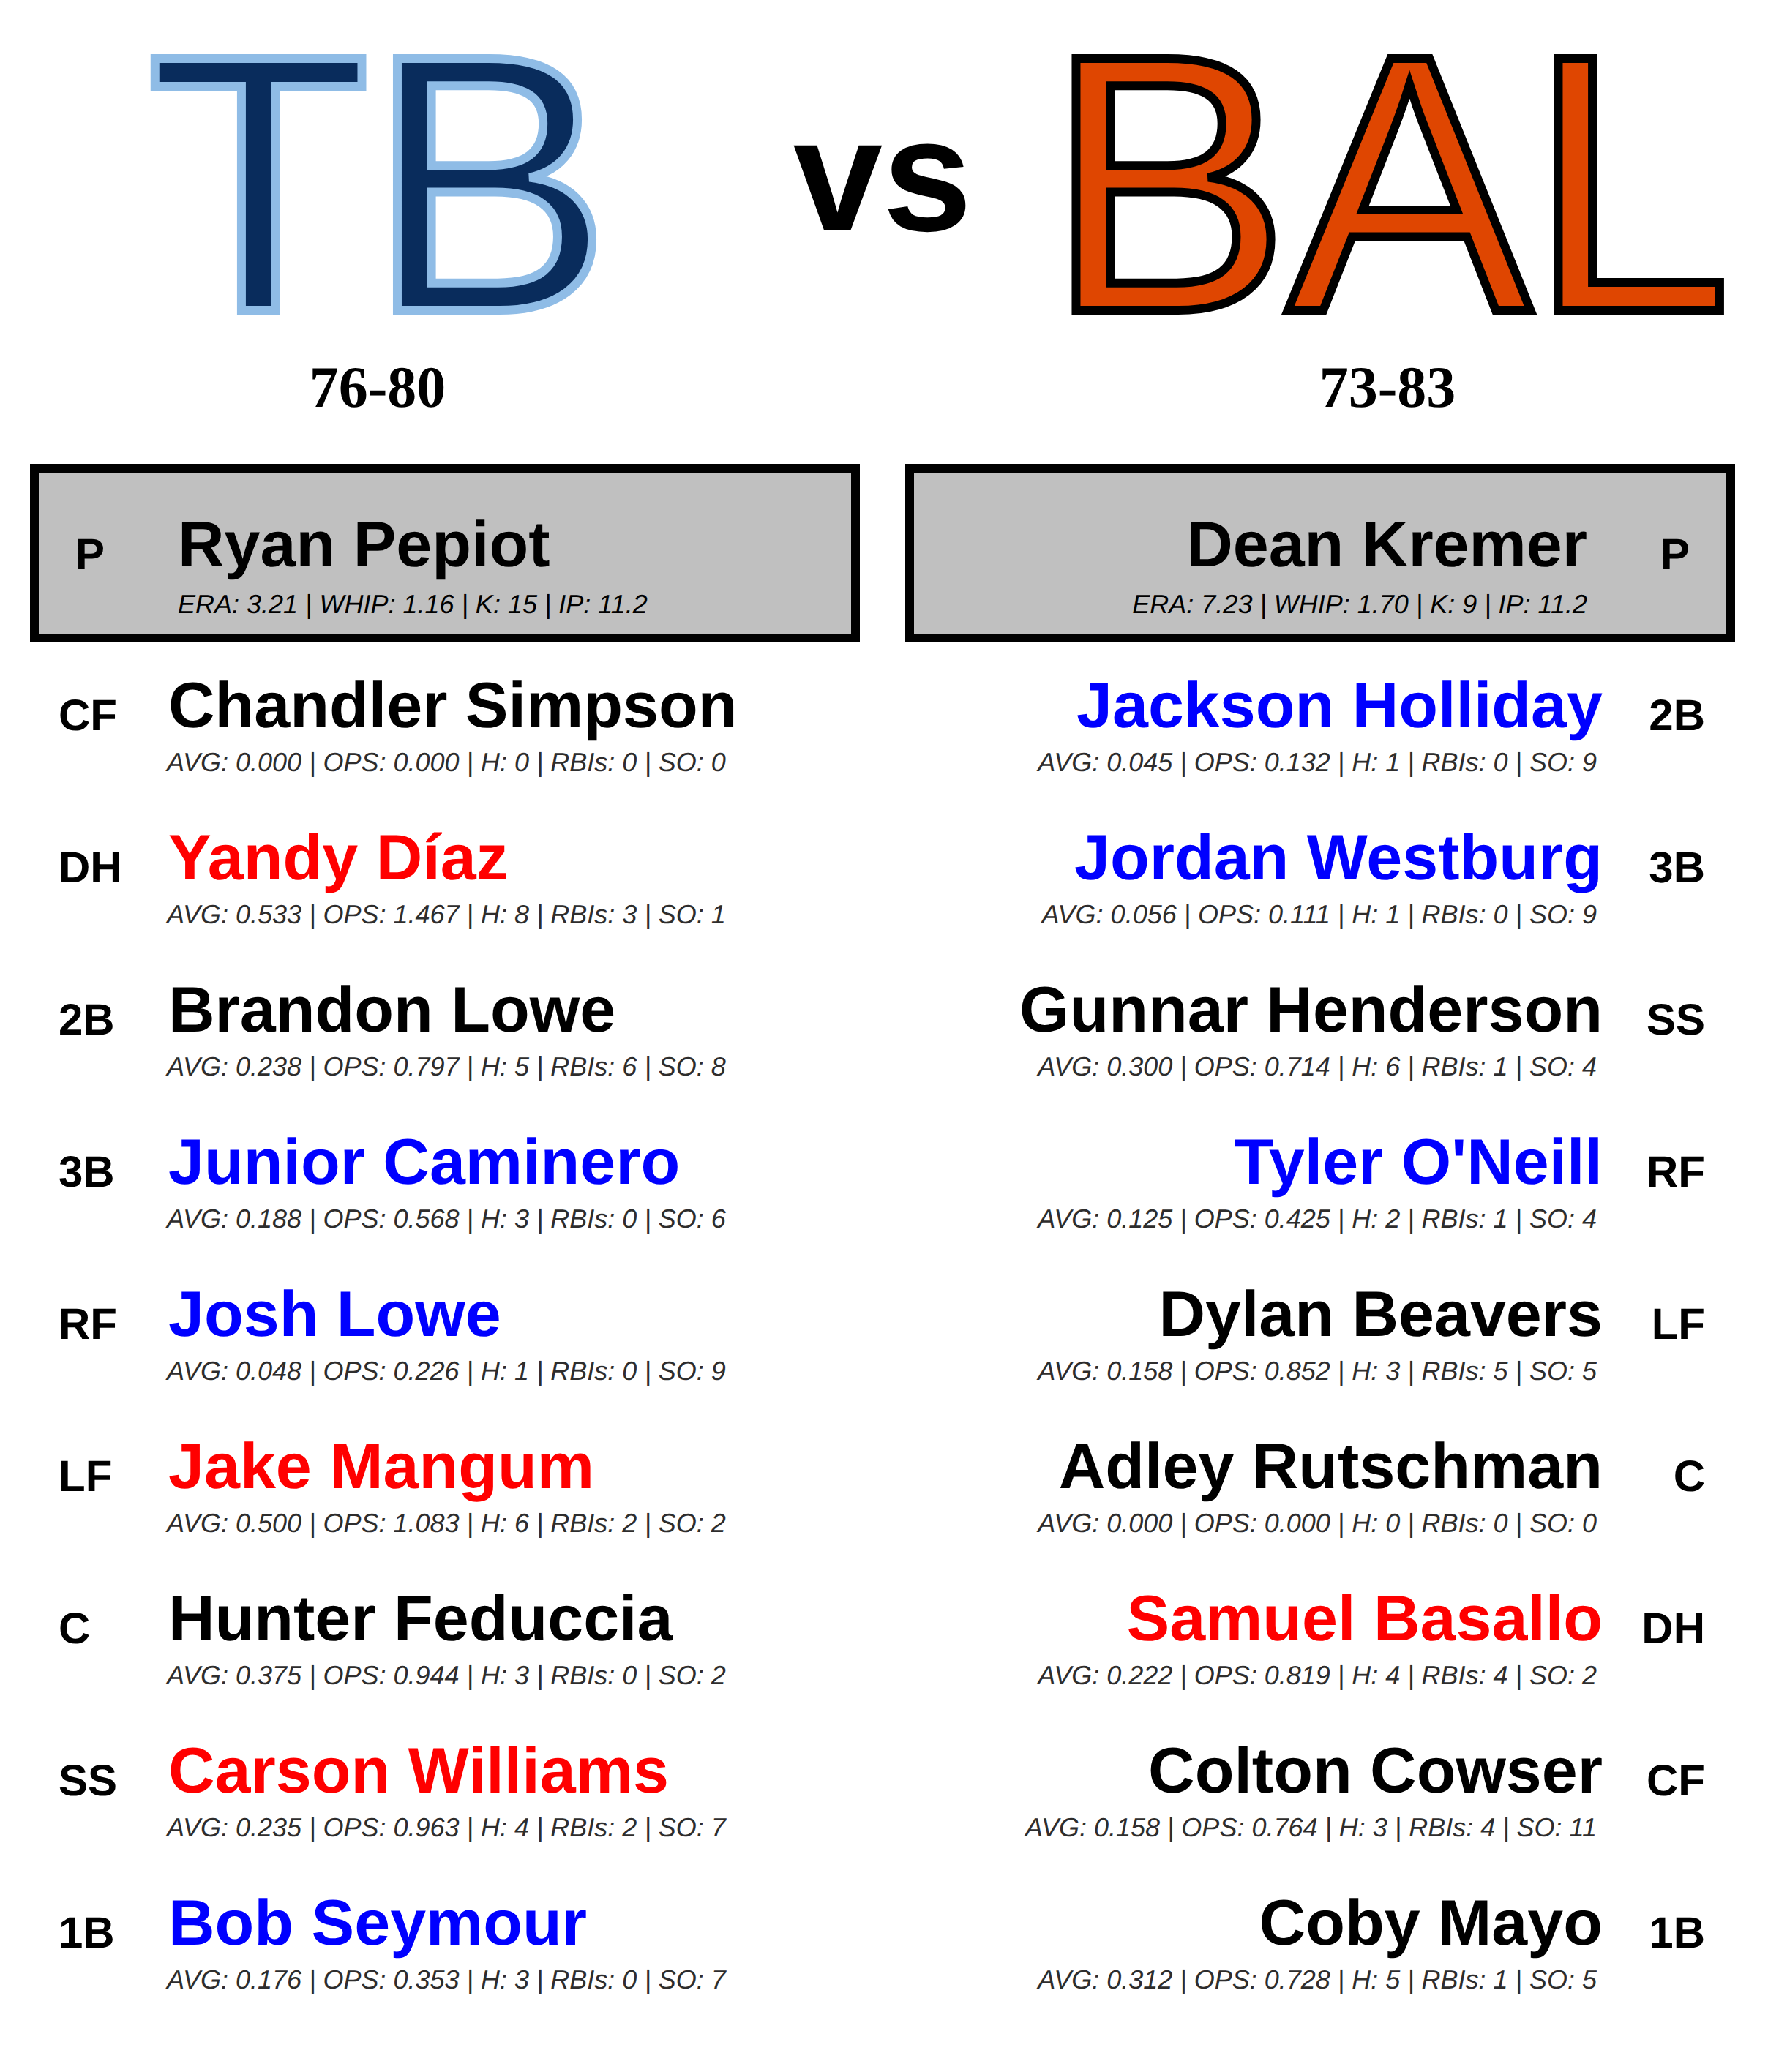 TB vs BAL
76-80 73-83
P Ryan Pepiot
ERA: 3.21 | WHIP: 1.16 | K: 15 | IP: 11.2
Dean Kremer P
ERA: 7.23 | WHIP: 1.70 | K: 9 | IP: 11.2
CF Chandler Simpson
AVG: 0.000 | OPS: 0.000 | H: 0 | RBIs: 0 | SO: 0
DH Yandy Díaz
AVG: 0.533 | OPS: 1.467 | H: 8 | RBIs: 3 | SO: 1
2B Brandon Lowe
AVG: 0.238 | OPS: 0.797 | H: 5 | RBIs: 6 | SO: 8
3B Junior Caminero
AVG: 0.188 | OPS: 0.568 | H: 3 | RBIs: 0 | SO: 6
RF Josh Lowe
AVG: 0.048 | OPS: 0.226 | H: 1 | RBIs: 0 | SO: 9
LF Jake Mangum
AVG: 0.500 | OPS: 1.083 | H: 6 | RBIs: 2 | SO: 2
C Hunter Feduccia
AVG: 0.375 | OPS: 0.944 | H: 3 | RBIs: 0 | SO: 2
SS Carson Williams
AVG: 0.235 | OPS: 0.963 | H: 4 | RBIs: 2 | SO: 7
1B Bob Seymour
AVG: 0.176 | OPS: 0.353 | H: 3 | RBIs: 0 | SO: 7
Jackson Holliday 2B
AVG: 0.045 | OPS: 0.132 | H: 1 | RBIs: 0 | SO: 9
Jordan Westburg 3B
AVG: 0.056 | OPS: 0.111 | H: 1 | RBIs: 0 | SO: 9
Gunnar Henderson SS
AVG: 0.300 | OPS: 0.714 | H: 6 | RBIs: 1 | SO: 4
Tyler O'Neill RF
AVG: 0.125 | OPS: 0.425 | H: 2 | RBIs: 1 | SO: 4
Dylan Beavers LF
AVG: 0.158 | OPS: 0.852 | H: 3 | RBIs: 5 | SO: 5
Adley Rutschman C
AVG: 0.000 | OPS: 0.000 | H: 0 | RBIs: 0 | SO: 0
Samuel Basallo DH
AVG: 0.222 | OPS: 0.819 | H: 4 | RBIs: 4 | SO: 2
Colton Cowser CF
AVG: 0.158 | OPS: 0.764 | H: 3 | RBIs: 4 | SO: 11
Coby Mayo 1B
AVG: 0.312 | OPS: 0.728 | H: 5 | RBIs: 1 | SO: 5